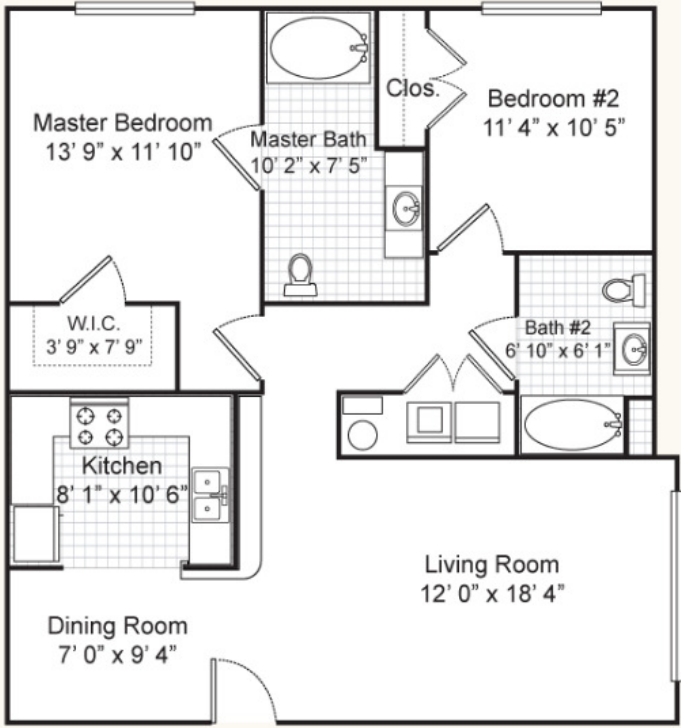 Master Bedroom
13' 9” x 11' 10”
Master Bath
10' 2” x 7' 5”
Clos.
Bedroom #2
11' 4” x 10' 5”
W.I.C.
3' 9” x 7' 9”
Bath #2
6' 10” x 6' 1”
Kitchen
8' 1” x 10' 6”
Living Room
12' 0” x 18' 4”
Dining Room
7' 0” x 9' 4”